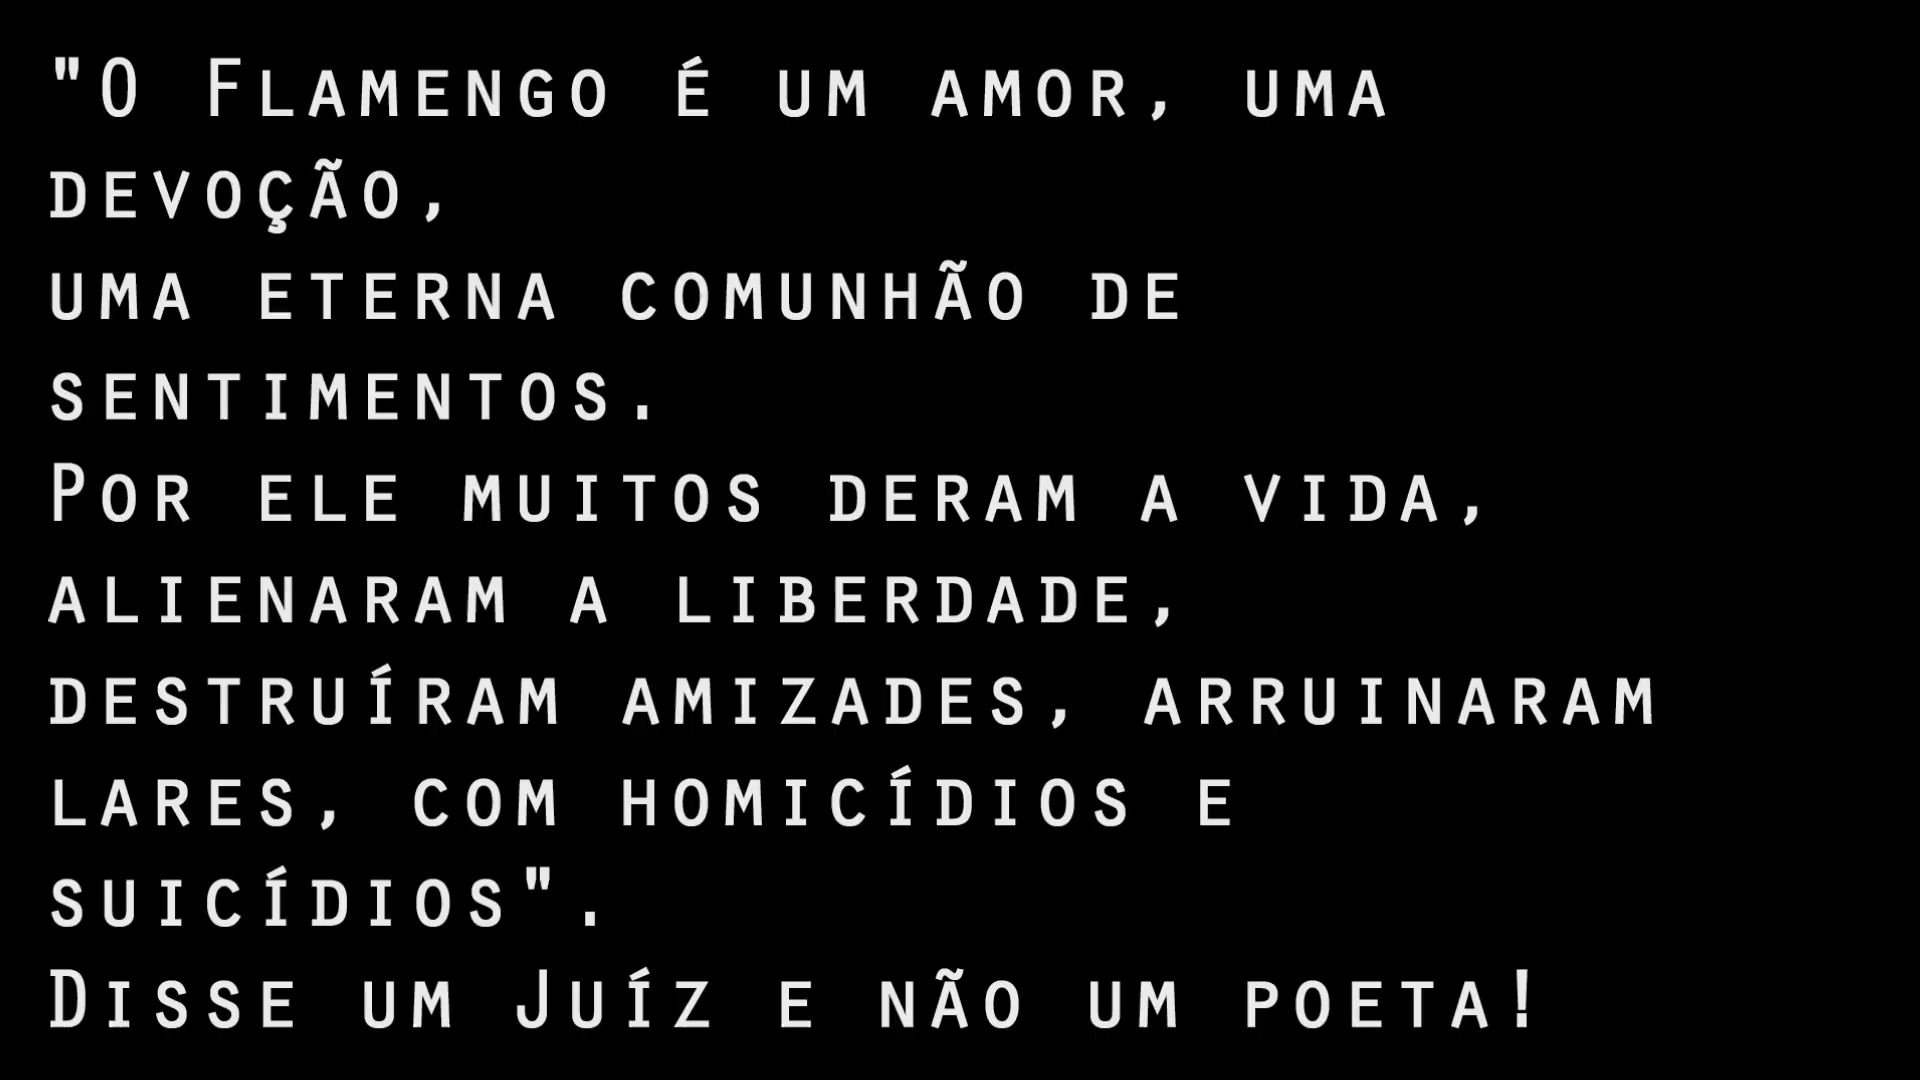 "O Flamengo é um amor, uma
devoção,
uma eterna comunhão de
sentimentos.
Por ele muitos deram a vida,
alienaram a liberdade,
destruíram amizades, arruinaram
lares, com homicídios e
suicídios".
Disse um Juíz e não um poeta!